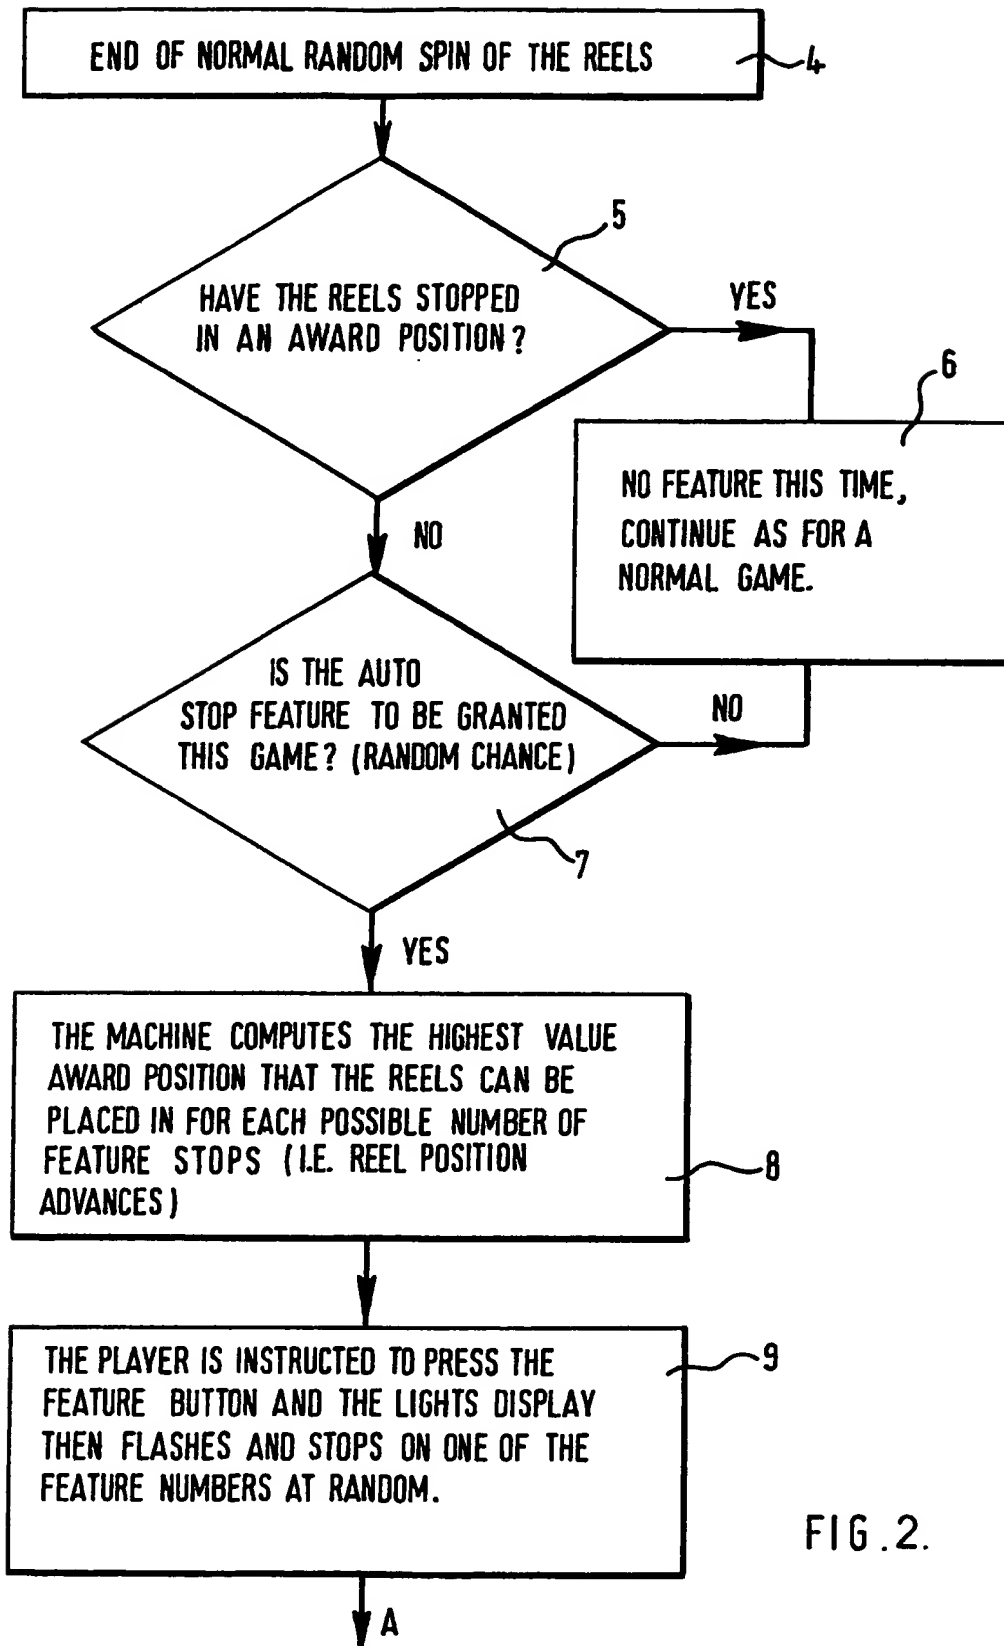 END OF NORMAL RANDOM SPIN OF THE REELS
4
5
HAVE THE REELS STOPPED
IN AN AWARD POSITION?
YES
6
NO FEATURE THIS TIME,
CONTINUE AS FOR A
NORMAL GAME.
NO
IS THE AUTO
STOP FEATURE TO BE GRANTED
THIS GAME? (RANDOM CHANCE)
NO
7
YES
THE MACHINE COMPUTES THE HIGHEST VALUE
AWARD POSITION THAT THE REELS CAN BE
PLACED IN FOR EACH POSSIBLE NUMBER OF
FEATURE STOPS (I.E. REEL POSITION
ADVANCES)
8
THE PLAYER IS INSTRUCTED TO PRESS THE
FEATURE BUTTON AND THE LIGHTS DISPLAY
THEN FLASHES AND STOPS ON ONE OF THE
FEATURE NUMBERS AT RANDOM.
9
FIG.2.
A